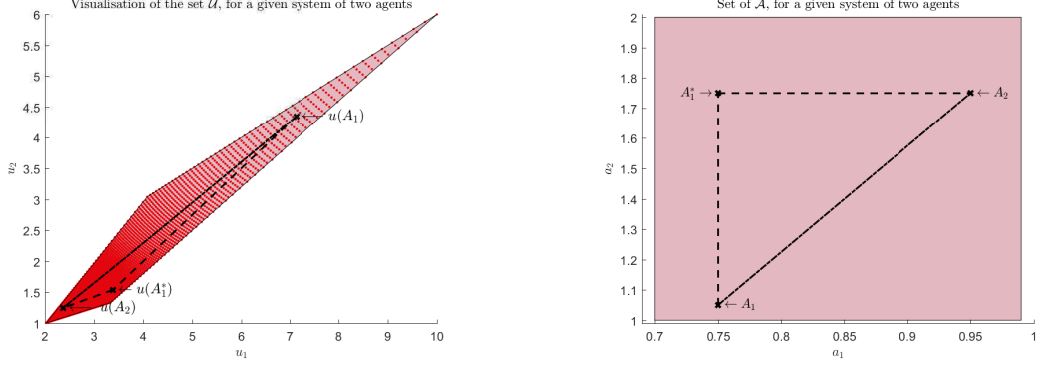 Visualisation of the set 𝒰, for a given system of two agents
6
5.5
5
4.5
4
3.5
3
2.5
2
1.5
1
u₂
← u(A₁)
← u(A₁*)
← u(A₂)
2 3 4 5 6 7 8 9 10
u₁
Set of 𝒜, for a given system of two agents
2
1.9
1.8
1.7
1.6
1.5
1.4
1.3
1.2
1.1
1
a₂
A₁* →
← A₂
← A₁
0.7 0.75 0.8 0.85 0.9 0.95 1
a₁